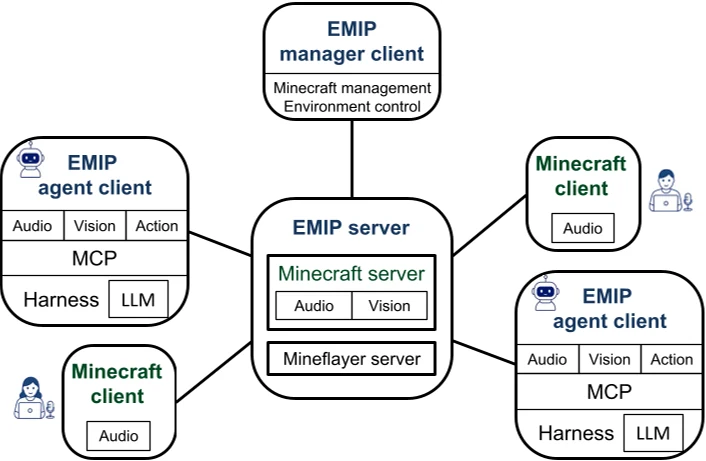 EMIP
manager client
Minecraft management
Environment control
EMIP
agent client
Audio Vision Action
MCP
Harness LLM
EMIP server
Minecraft server
Audio Vision
Mineflayer server
Minecraft
client
Audio
EMIP
agent client
Audio Vision Action
MCP
Harness LLM
Minecraft
client
Audio